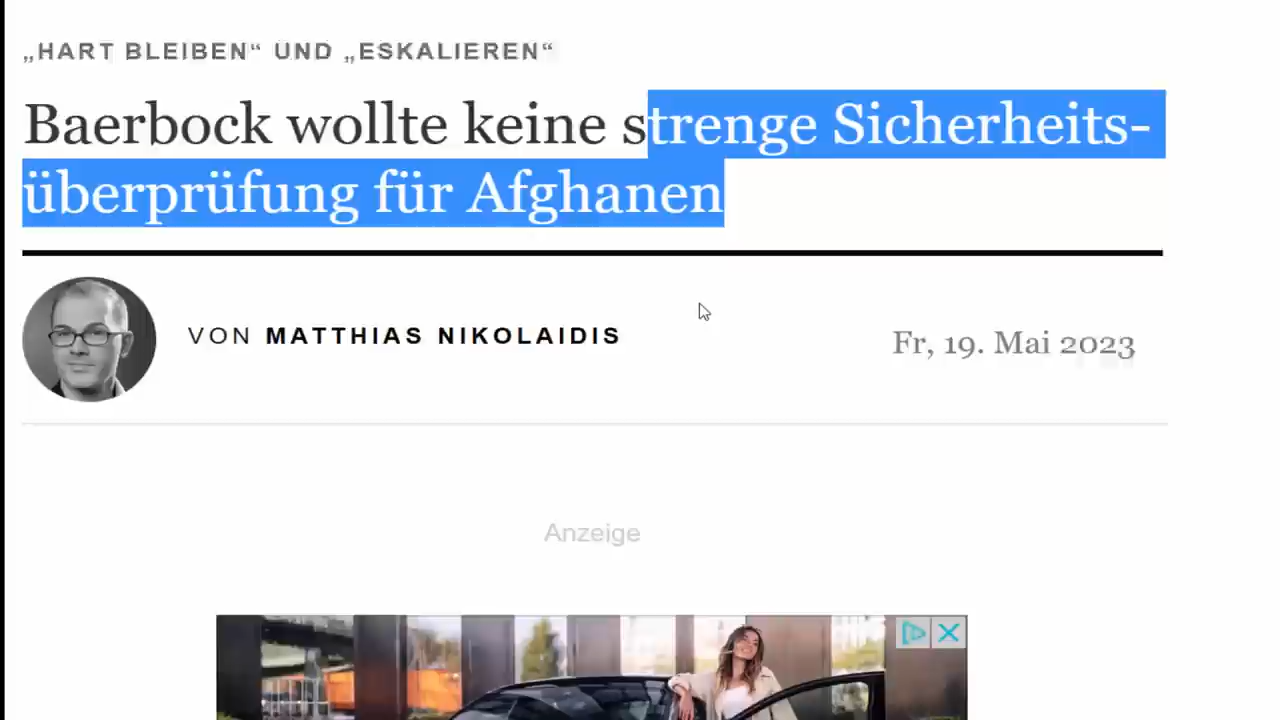 „HART BLEIBEN“ UND „ESKALIEREN“
Baerbock wollte keine strenge Sicherheits-
überprüfung für Afghanen
VON MATTHIAS NIKOLAIDIS
Fr, 19. Mai 2023
Anzeige